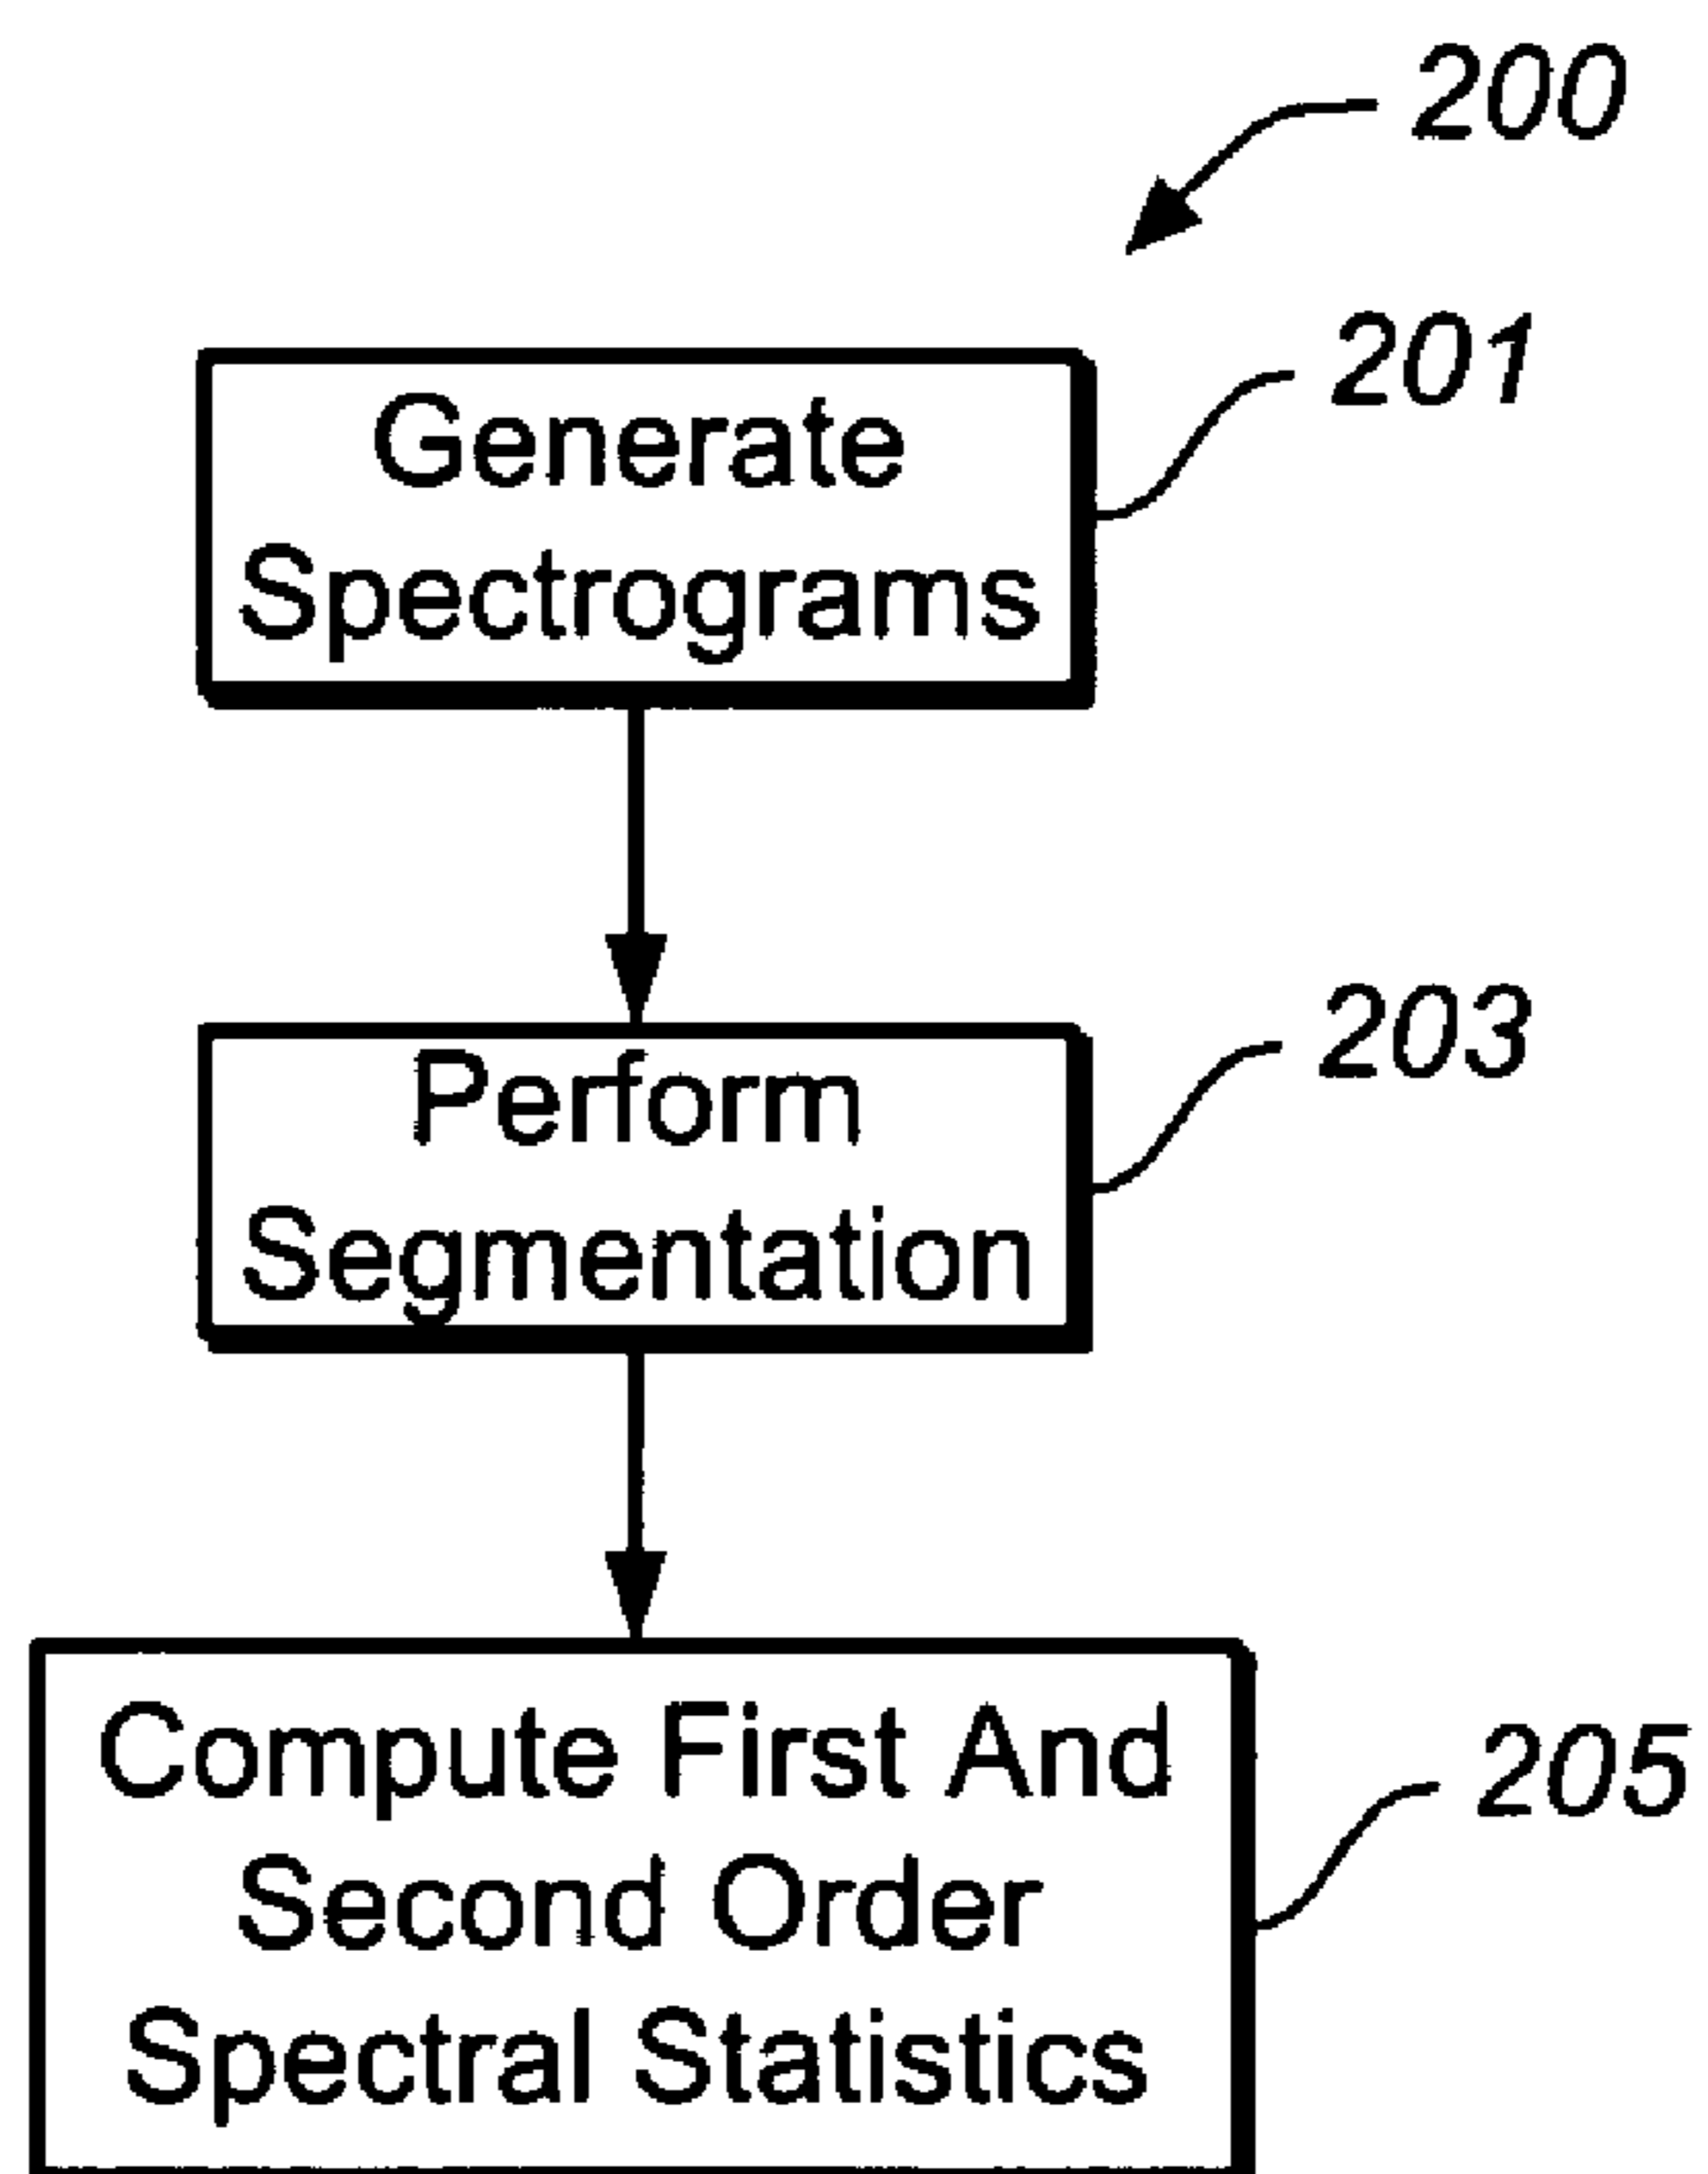 200
201
Generate
Spectrograms
203
Perform
Segmentation
205
Compute First And
Second Order
Spectral Statistics